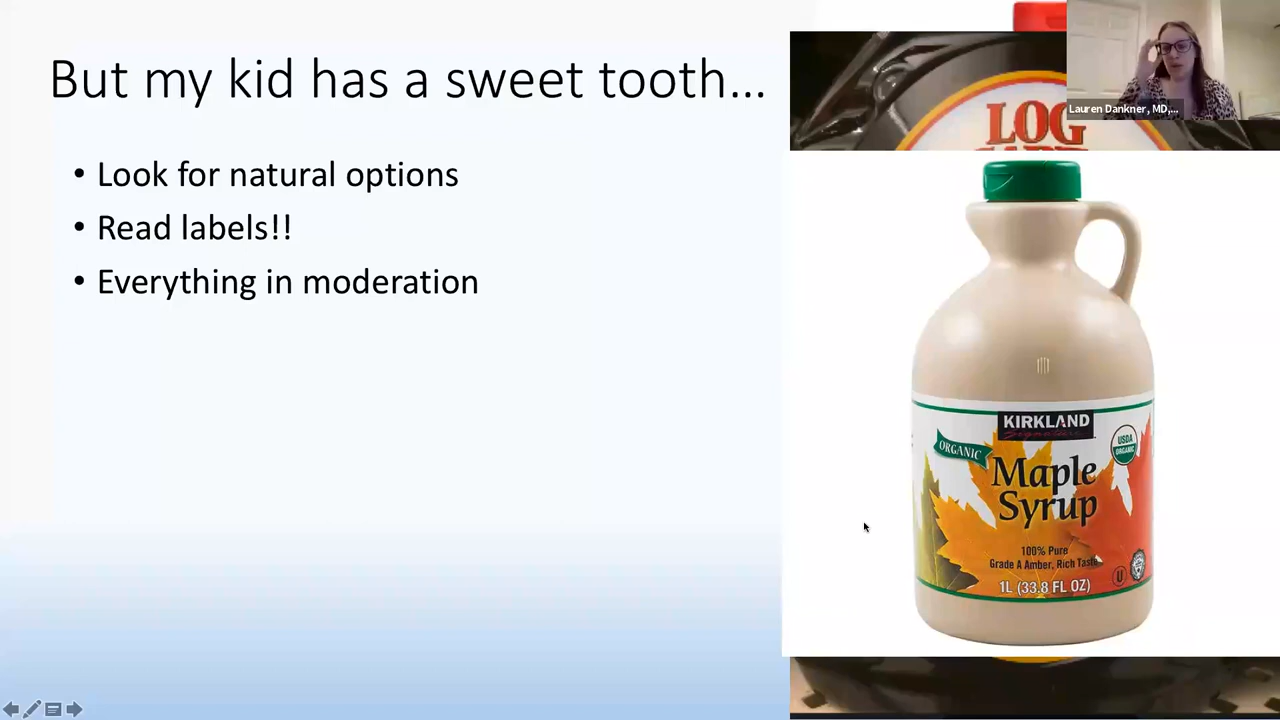 But my kid has a sweet tooth...
• Look for natural options
• Read labels!!
• Everything in moderation
LOG
Lauren Dankner, MD,...
KIRKLAND
Signature
ORGANIC
USDA
ORGANIC
Maple
Syrup
100% Pure
Grade A Amber, Rich Taste
U
1L (33.8 FL OZ)